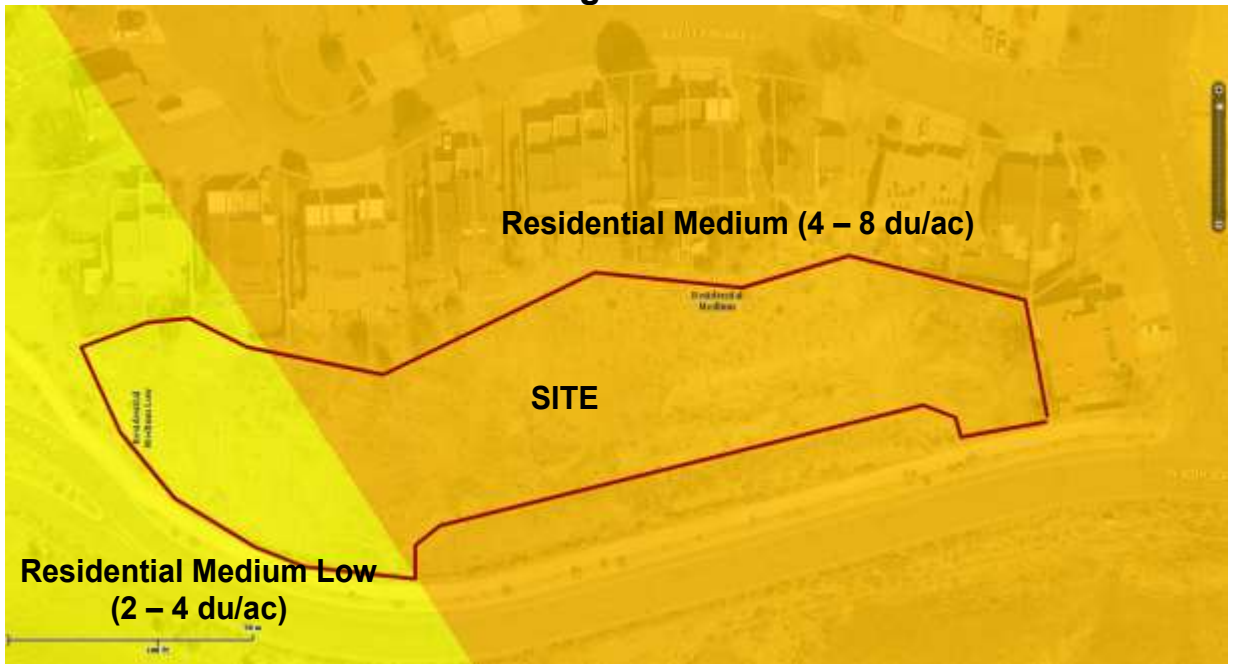 Residential Medium (4 – 8 du/ac)
Residential
Medium
SITE
Residential
Medium Low
Residential Medium Low
(2 – 4 du/ac)